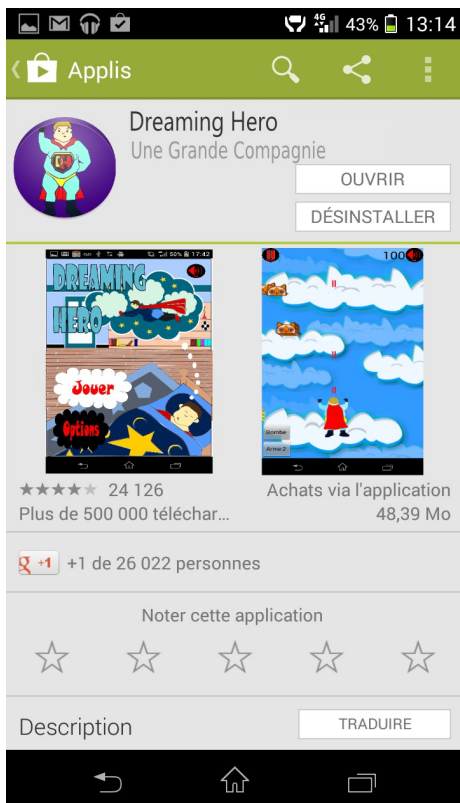 4G 43% 13:14
Applis
Dreaming Hero
Une Grande Compagnie
OUVRIR
DÉSINSTALLER
50% 17:42
DREAMING
HERO
Jouer
Options
100
Bombe
Arme 2
24 126
Achats via l'application
Plus de 500 000 téléchar...
48,39 Mo
g +1 +1 de 26 022 personnes
Noter cette application
Description
TRADUIRE